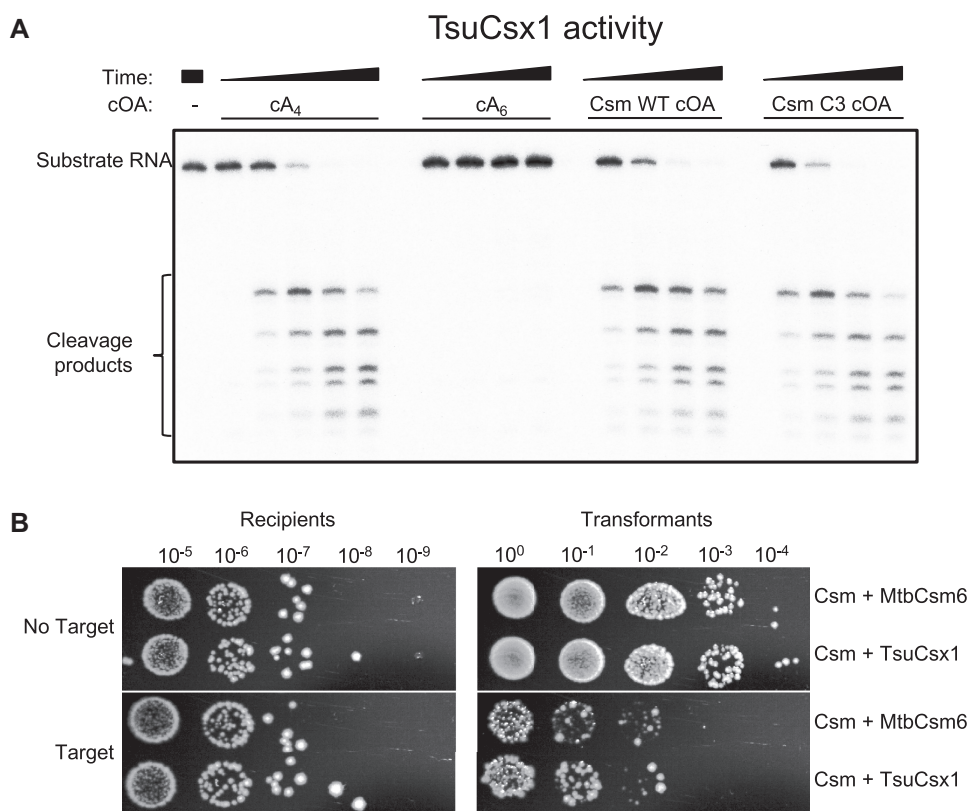 TsuCsx1 activity
A
Time:
cOA: - cA₄ cA₆ Csm WT cOA Csm C3 cOA
Substrate RNA
Cleavage
products
B
Recipients Transformants
10⁻⁵ 10⁻⁶ 10⁻⁷ 10⁻⁸ 10⁻⁹ 10⁰ 10⁻¹ 10⁻² 10⁻³ 10⁻⁴
No Target
Csm + MtbCsm6
Csm + TsuCsx1
Target
Csm + MtbCsm6
Csm + TsuCsx1